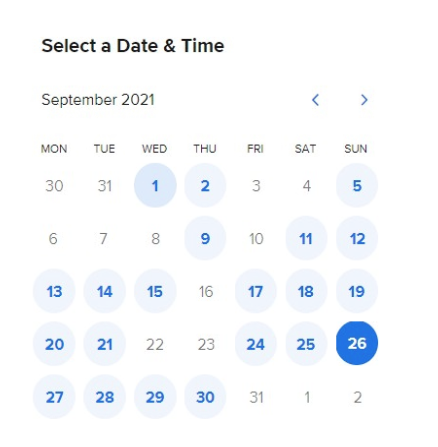 Select a Date & Time
September 2021
MON TUE WED THU FRI SAT SUN
30 31 1 2 3 4 5
6 7 8 9 10 11 12
13 14 15 16 17 18 19
20 21 22 23 24 25 26
27 28 29 30 31 1 2